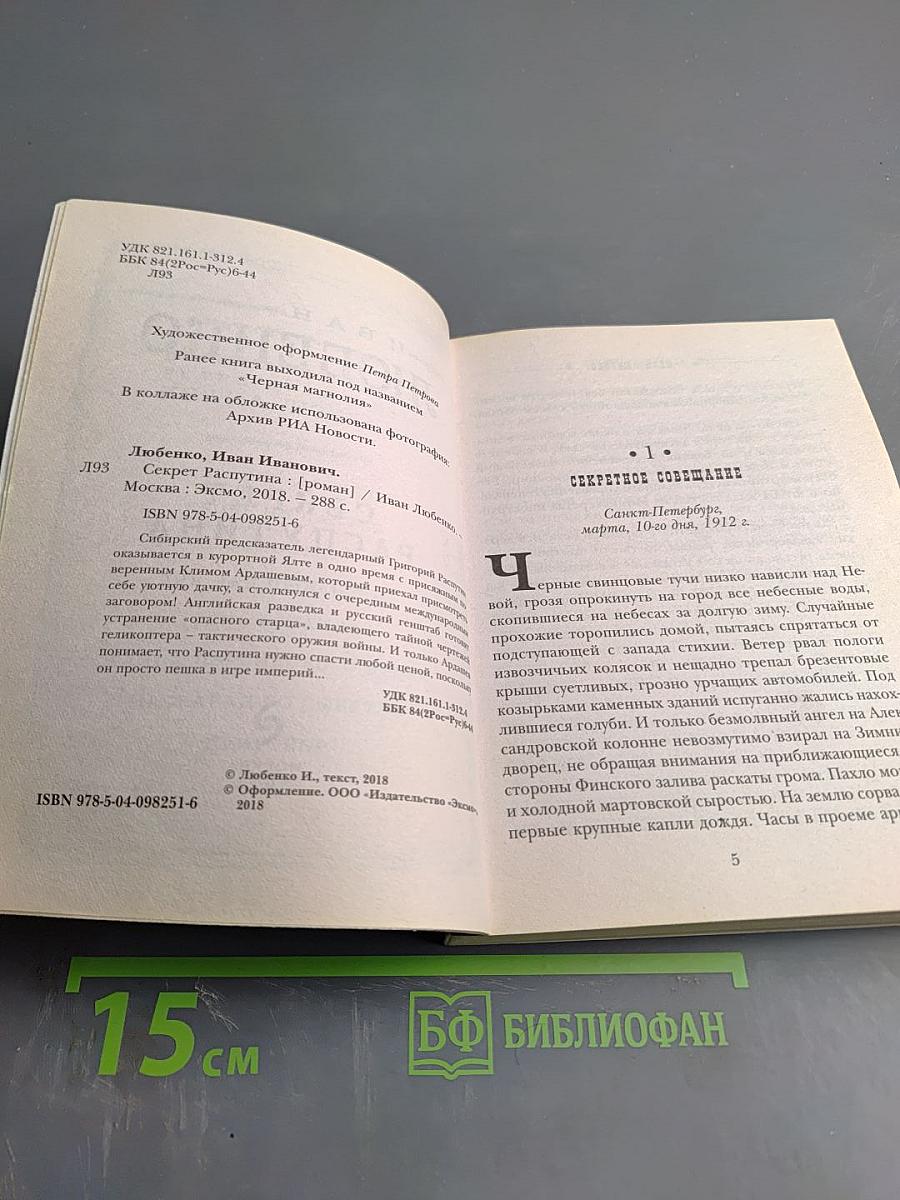 УДК 821.161.1-312.4
ББК 84(2Рос=Рус)6-44
Л93
Художественное оформление Петра Петрова
Ранее книга выходила под названием
«Черная магнолия»
В коллаже на обложке использована фотография:
Архив РИА Новости.
Любенко, Иван Иванович.
Л93 Секрет Распутина : [роман] / Иван Любенко. –
Москва : Эксмо, 2018. – 288 с.
ISBN 978-5-04-098251-6
Сибирский предсказатель легендарный Григорий Распутин
оказывается в курортной Ялте в одно время с присяжным по-
веренным Климом Ардашевым, который приехал присмотреть
себе уютную дачку, а столкнулся с очередным международным
заговором! Английская разведка и русский генштаб готовят
устранение «опасного старца», владеющего тайной чертежей
геликоптера – тактического оружия войны. И только Ардашев
понимает, что Распутина нужно спасти любой ценой, поскольку
он просто пешка в игре империй...
УДК 821.161.1-312.4
ББК 84(2Рос=Рус)6-44
© Любенко И., текст, 2018
© Оформление. ООО «Издательство «Эксмо»,
2018
ISBN 978-5-04-098251-6
• 1 •
СЕКРЕТНОЕ СОВЕЩАНИЕ
Санкт-Петербург,
марта, 10-го дня, 1912 г.
Черные свинцовые тучи низко нависли над Не-
вой, грозя опрокинуть на город все небесные воды,
скопившиеся на небесах за долгую зиму. Случайные
прохожие торопились домой, пытаясь спрятаться от
подступающей с запада стихии. Ветер рвал пологи
извозчичьих колясок и нещадно трепал брезентовые
крыши суетливых, грозно урчащих автомобилей. Под
козырьками каменных зданий испуганно жались нахох-
лившиеся голуби. И только безмолвный ангел на Алек
сандровской колонне невозмутимо взирал на Зимни
дворец, не обращая внимания на приближающиеся
стороны Финского залива раскаты грома. Пахло мо
и холодной мартовской сыростью. На землю сорва
первые крупные капли дождя. Часы в проеме ар
5
15 см
БФ БИБЛИОФАН